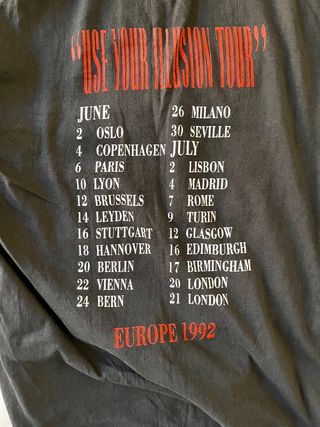 "USE YOUR ILLUSION TOUR"
JUNE
2 OSLO
4 COPENHAGEN
6 PARIS
10 LYON
12 BRUSSELS
14 LEYDEN
16 STUTTGART
18 HANNOVER
20 BERLIN
22 VIENNA
24 BERN
26 MILANO
30 SEVILLE
JULY
2 LISBON
4 MADRID
7 ROME
9 TURIN
12 GLASGOW
16 EDIMBURGH
17 BIRMINGHAM
20 LONDON
21 LONDON
EUROPE 1992